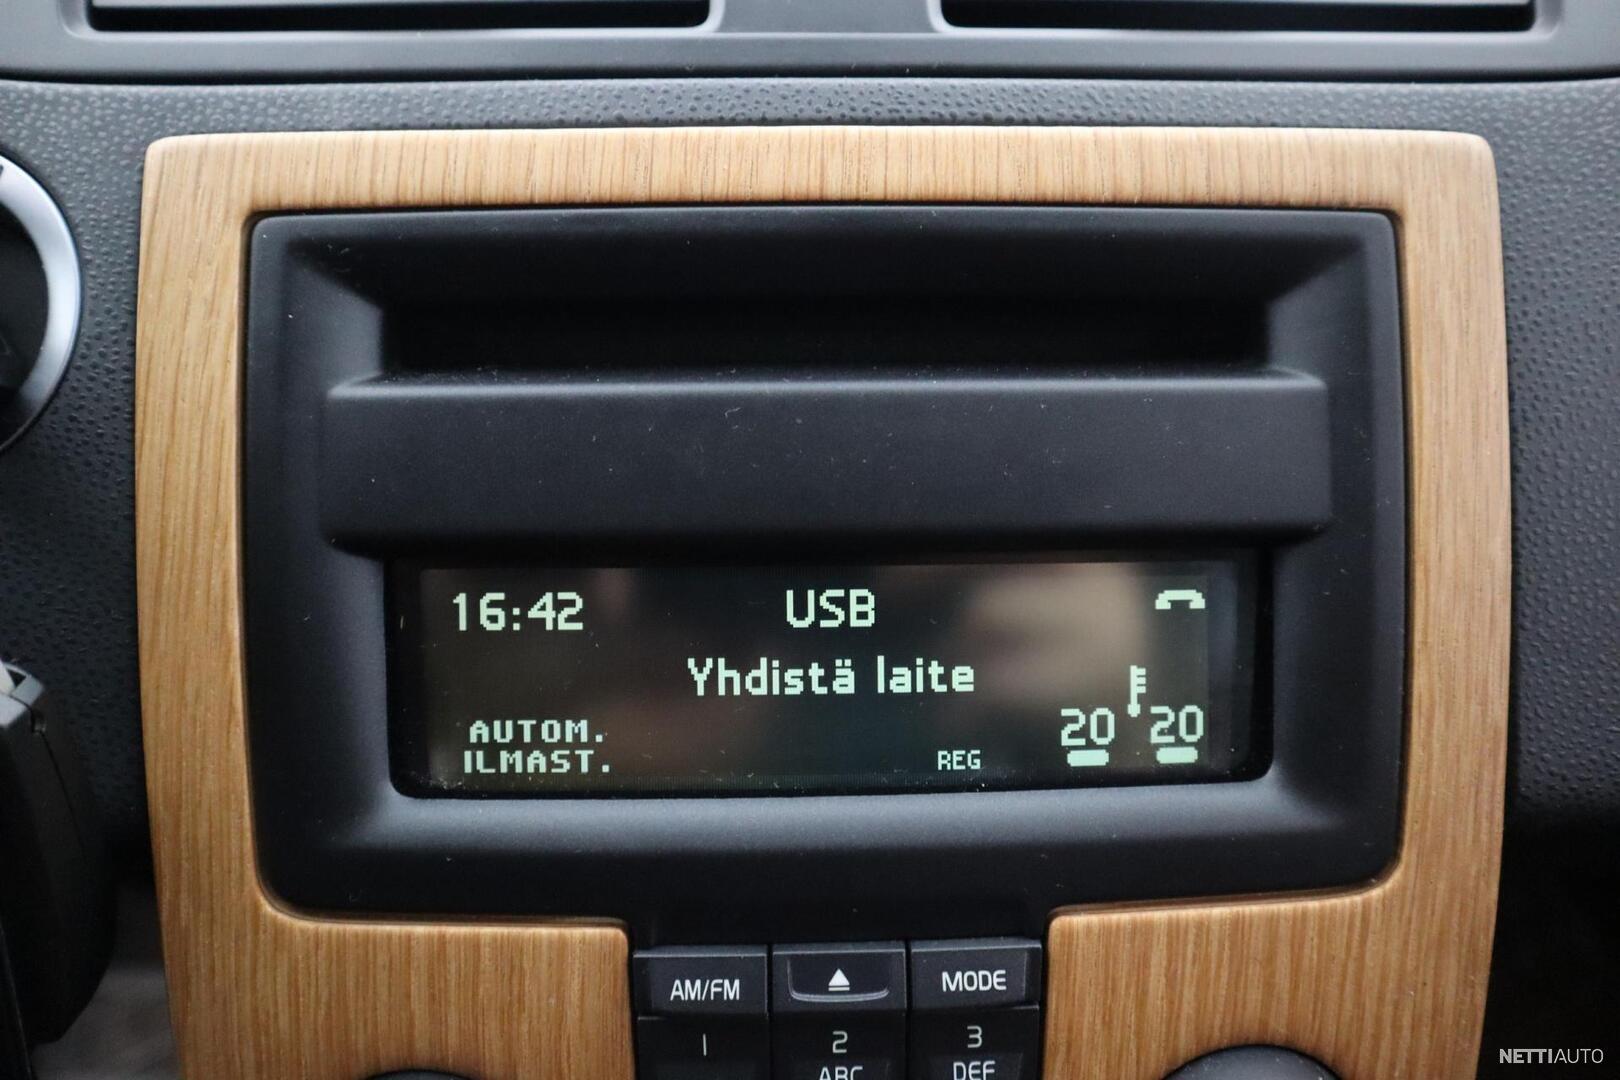 16:42 USB
Yhdistä laite
20 20
AUTOM.
ILMAST. REG
AM/FM MODE
1 2 3
ABC DEF
NETTIAUTO